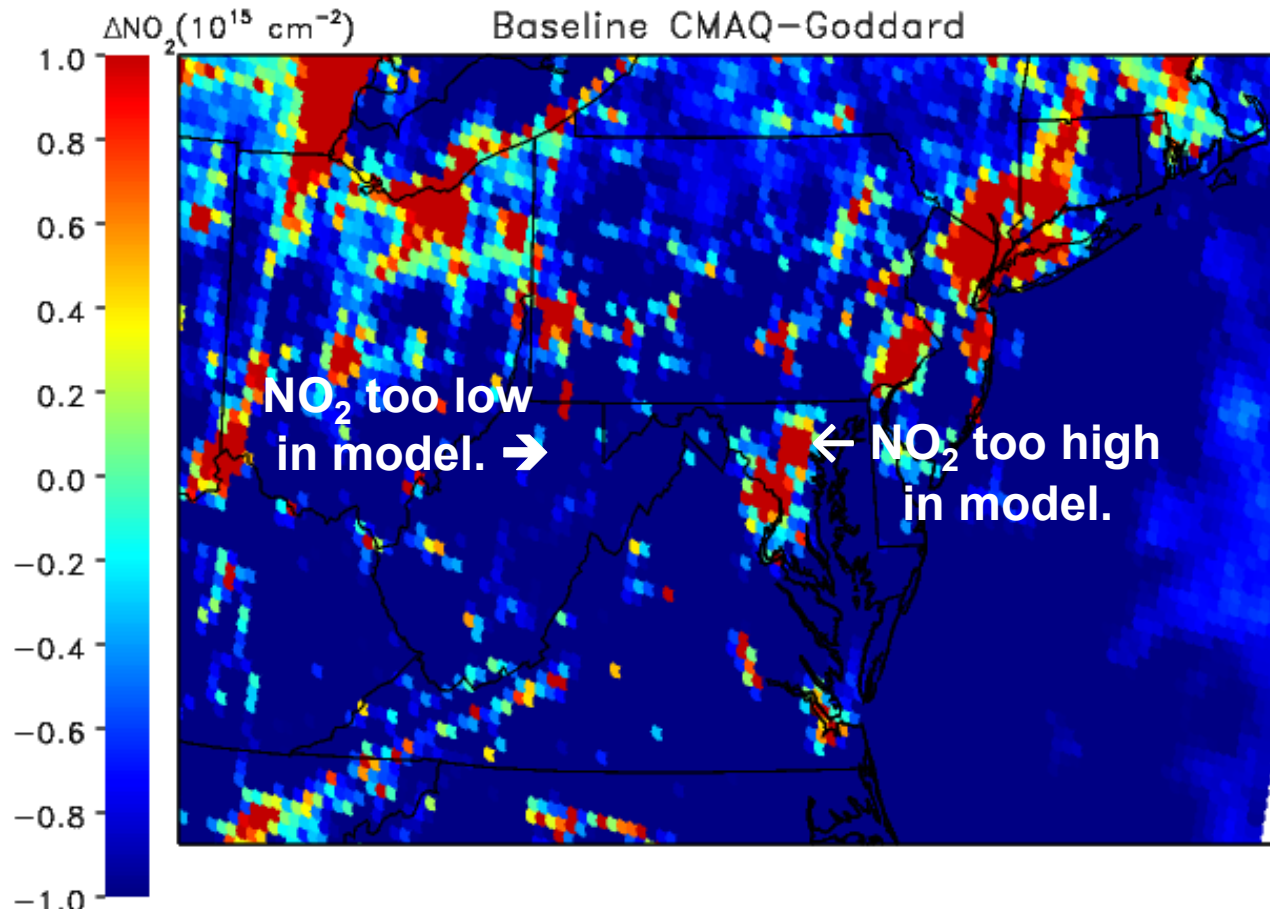 ΔNO₂(10¹⁵ cm⁻²)
Baseline CMAQ-Goddard
1.0
0.8
0.6
0.4
0.2
0.0
−0.2
−0.4
−0.6
−0.8
−1.0
NO₂ too low
in model. ➔
← NO₂ too high
in model.